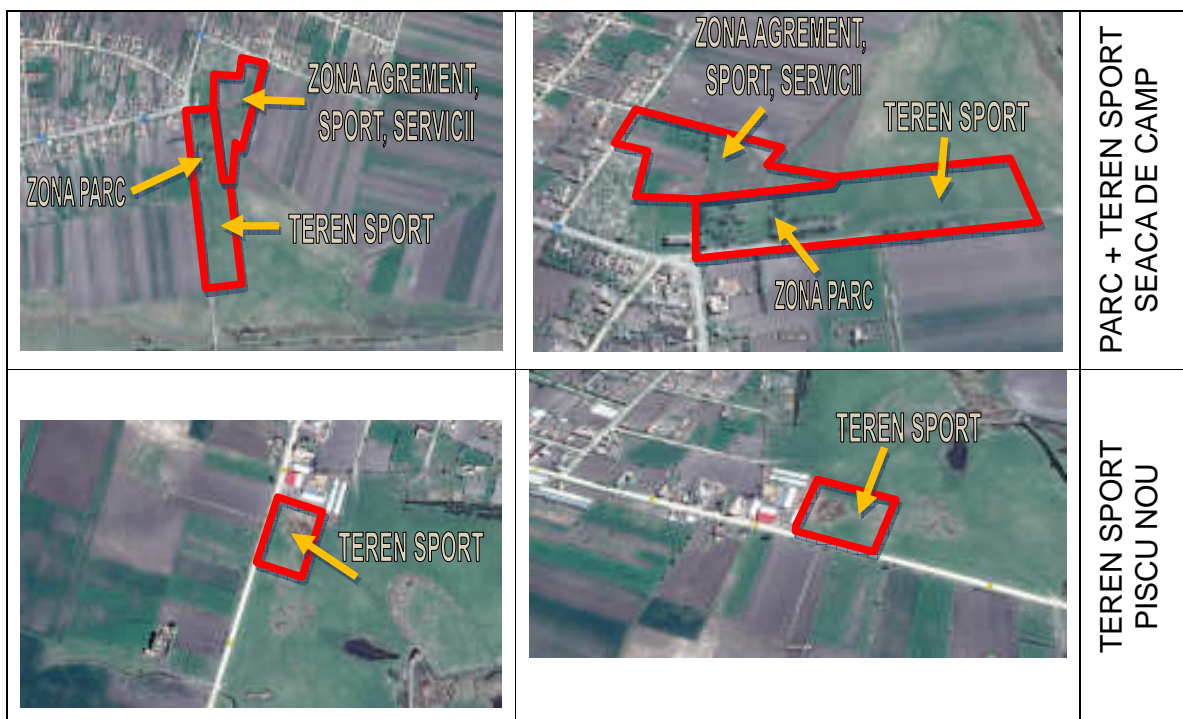 ZONA AGREMENT,
SPORT, SERVICII
ZONA PARC
TEREN SPORT
ZONA AGREMENT,
SPORT, SERVICII
TEREN SPORT
ZONA PARC
PARC + TEREN SPORT
SEACA DE CAMP
TEREN SPORT
TEREN SPORT
TEREN SPORT
PISCU NOU